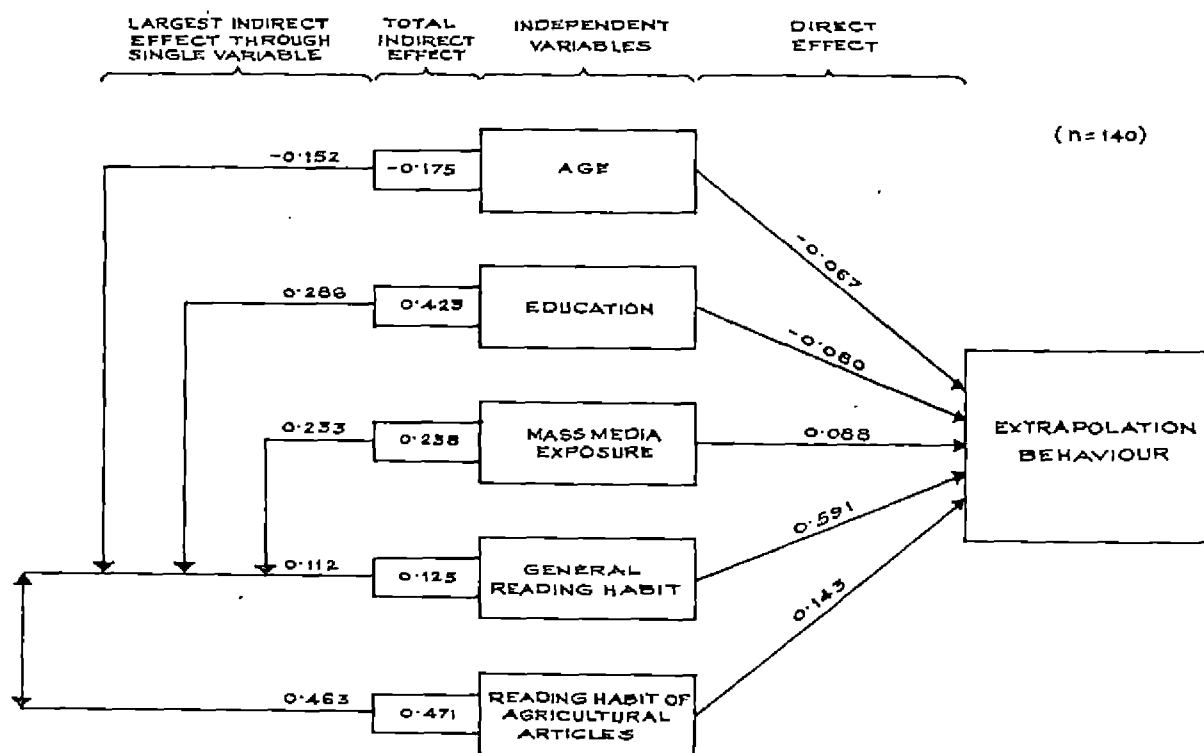 LARGEST INDIRECT
EFFECT THROUGH
SINGLE VARIABLE
TOTAL
INDIRECT
EFFECT
INDEPENDENT
VARIABLES
DIRECT
EFFECT
(n=140)
-0.152
-0.175
AGE
-0.067
0.286
0.423
EDUCATION
-0.080
0.233
0.238
MASS MEDIA
EXPOSURE
0.088
EXTRAPOLATION
BEHAVIOUR
0.112
0.125
GENERAL
READING HABIT
0.591
0.463
0.471
READING HABIT OF
AGRICULTURAL
ARTICLES
0.143